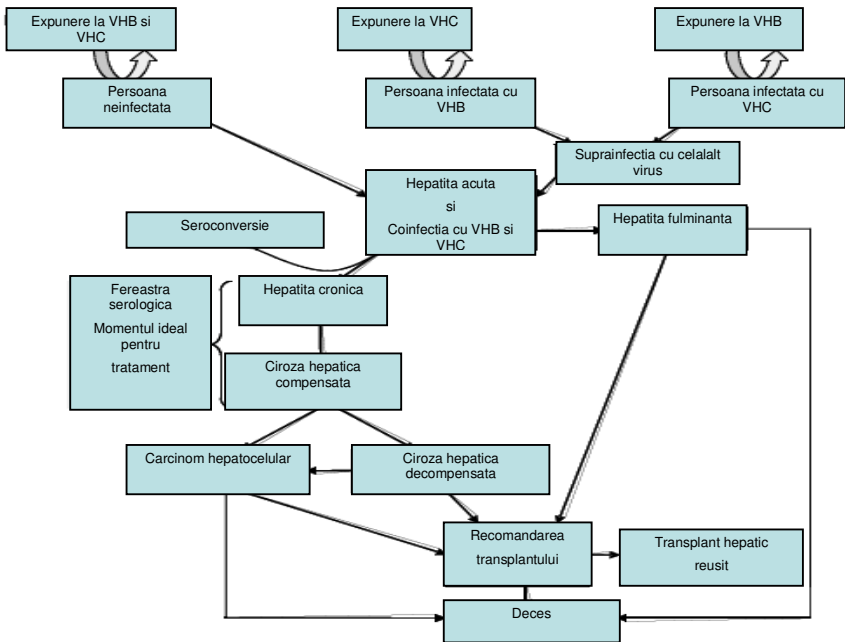 Expunere la VHB si
VHC
Expunere la VHC
Expunere la VHB
Persoana
neinfectata
Persoana infectata cu
VHB
Persoana infectata cu
VHC
Suprainfectia cu celalalt
virus
Hepatita acuta
si
Coinfectia cu VHB si
VHC
Seroconversie
Hepatita fulminanta
Fereastra
serologica
Momentul ideal
pentru
tratament
Hepatita cronica
Ciroza hepatica
compensata
Carcinom hepatocelular
Ciroza hepatica
decompensata
Recomandarea
transplantului
Transplant hepatic
reusit
Deces